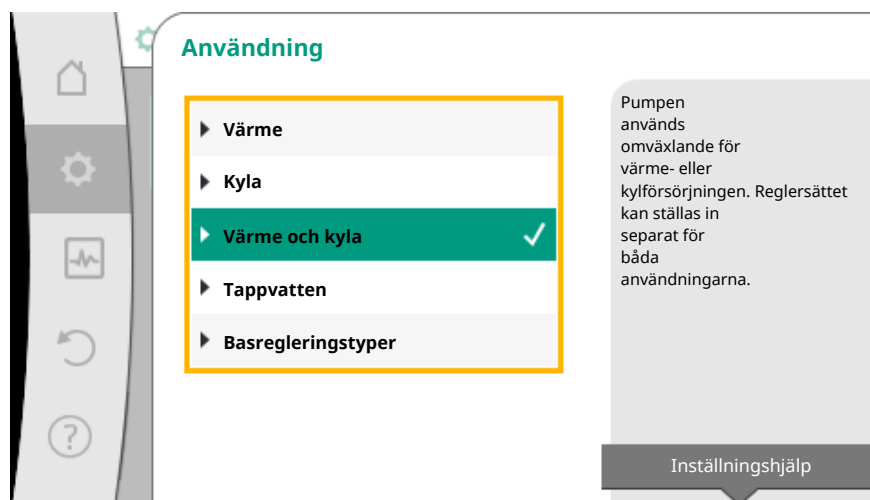 Användning
Värme
Kyla
Värme och kyla
Tappvatten
Basregleringstyper
Pumpen
används
omväxlande för
värme- eller
kylförsörjningen. Reglersättet
kan ställas in
separat för
båda
användningarna.
Inställningshjälp
?